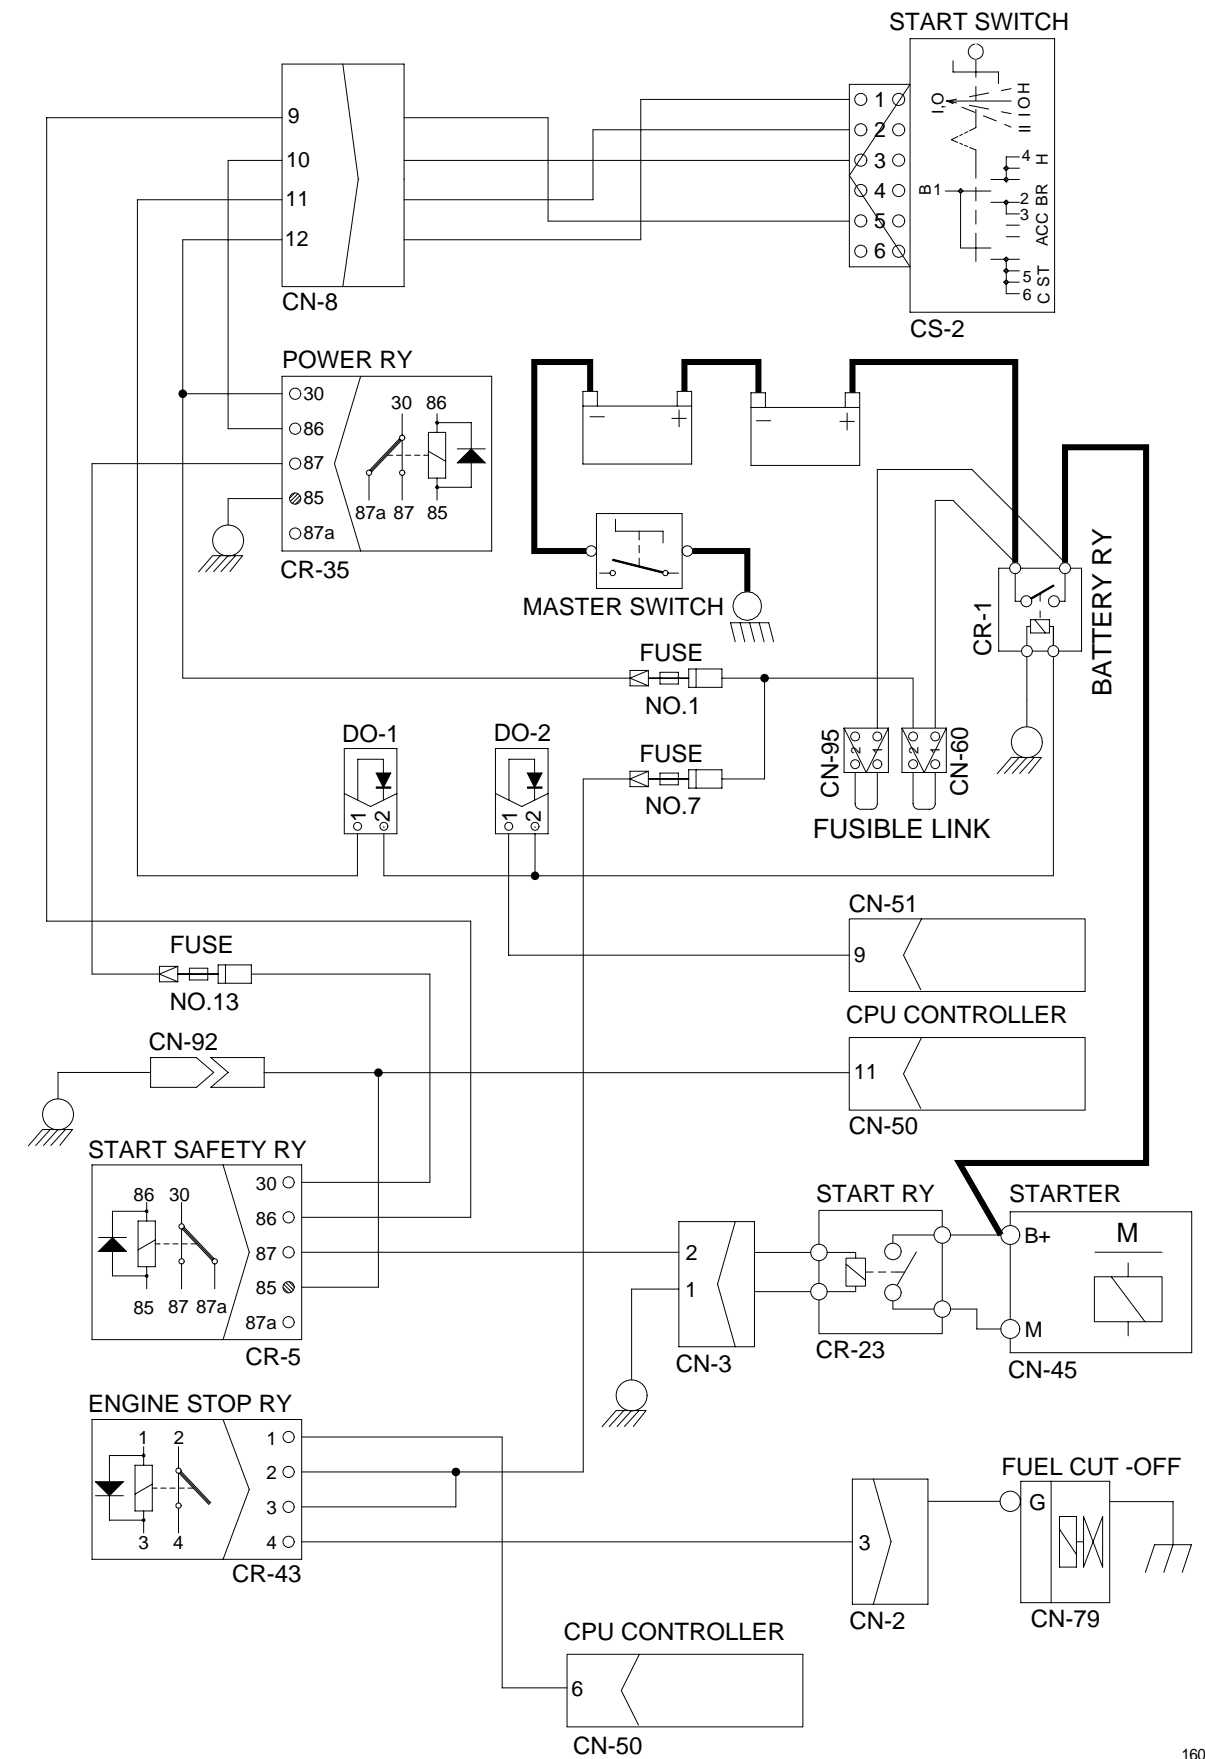 START SWITCH
1
2
3
4
5
6
I,O
H
O
I
II
B1
4 H
BR
2
3 ACC
5 ST
6 C
CS-2
9
10
11
12
CN-8
POWER RY
30
86
87
85
87a
30 86
87a 87 85
CR-35
− +
− +
MASTER SWITCH
CR-1
BATTERY RY
FUSE
NO.1
FUSE
NO.7
CN-95
2 1
2 1
CN-60
FUSIBLE LINK
DO-1
1 2
DO-2
1 2
CN-51
9
CPU CONTROLLER
11
CN-50
FUSE
NO.13
CN-92
START SAFETY RY
86 30
85 87 87a
30
86
87
85
87a
CR-5
2
1
CN-3
START RY
CR-23
STARTER
B+
M
M
CN-45
ENGINE STOP RY
1 2
3 4
1
2
3
4
CR-43
3
CN-2
FUEL CUT -OFF
G
CN-79
CPU CONTROLLER
6
CN-50
160